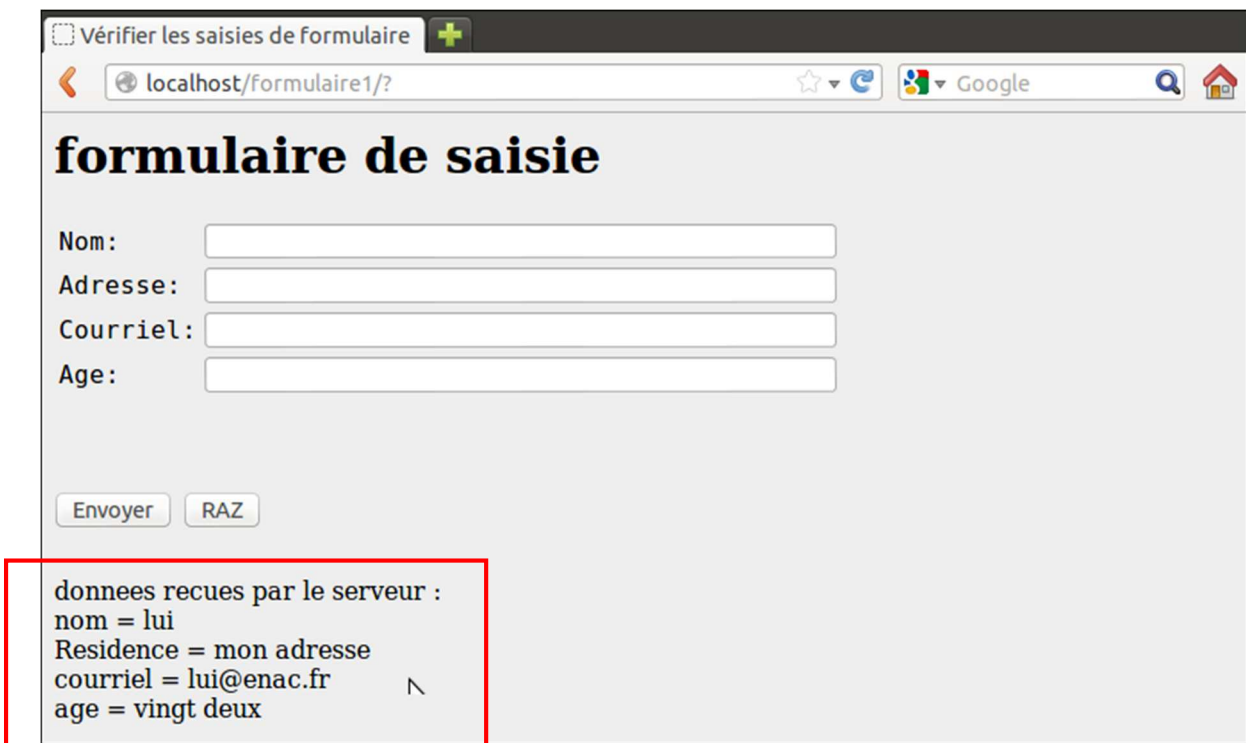 Vérifier les saisies de formulaire
localhost/formulaire1/?
Google
formulaire de saisie
Nom:
Adresse:
Courriel:
Age:
Envoyer RAZ
donnees recues par le serveur :
nom = lui
Residence = mon adresse
courriel = lui@enac.fr
age = vingt deux